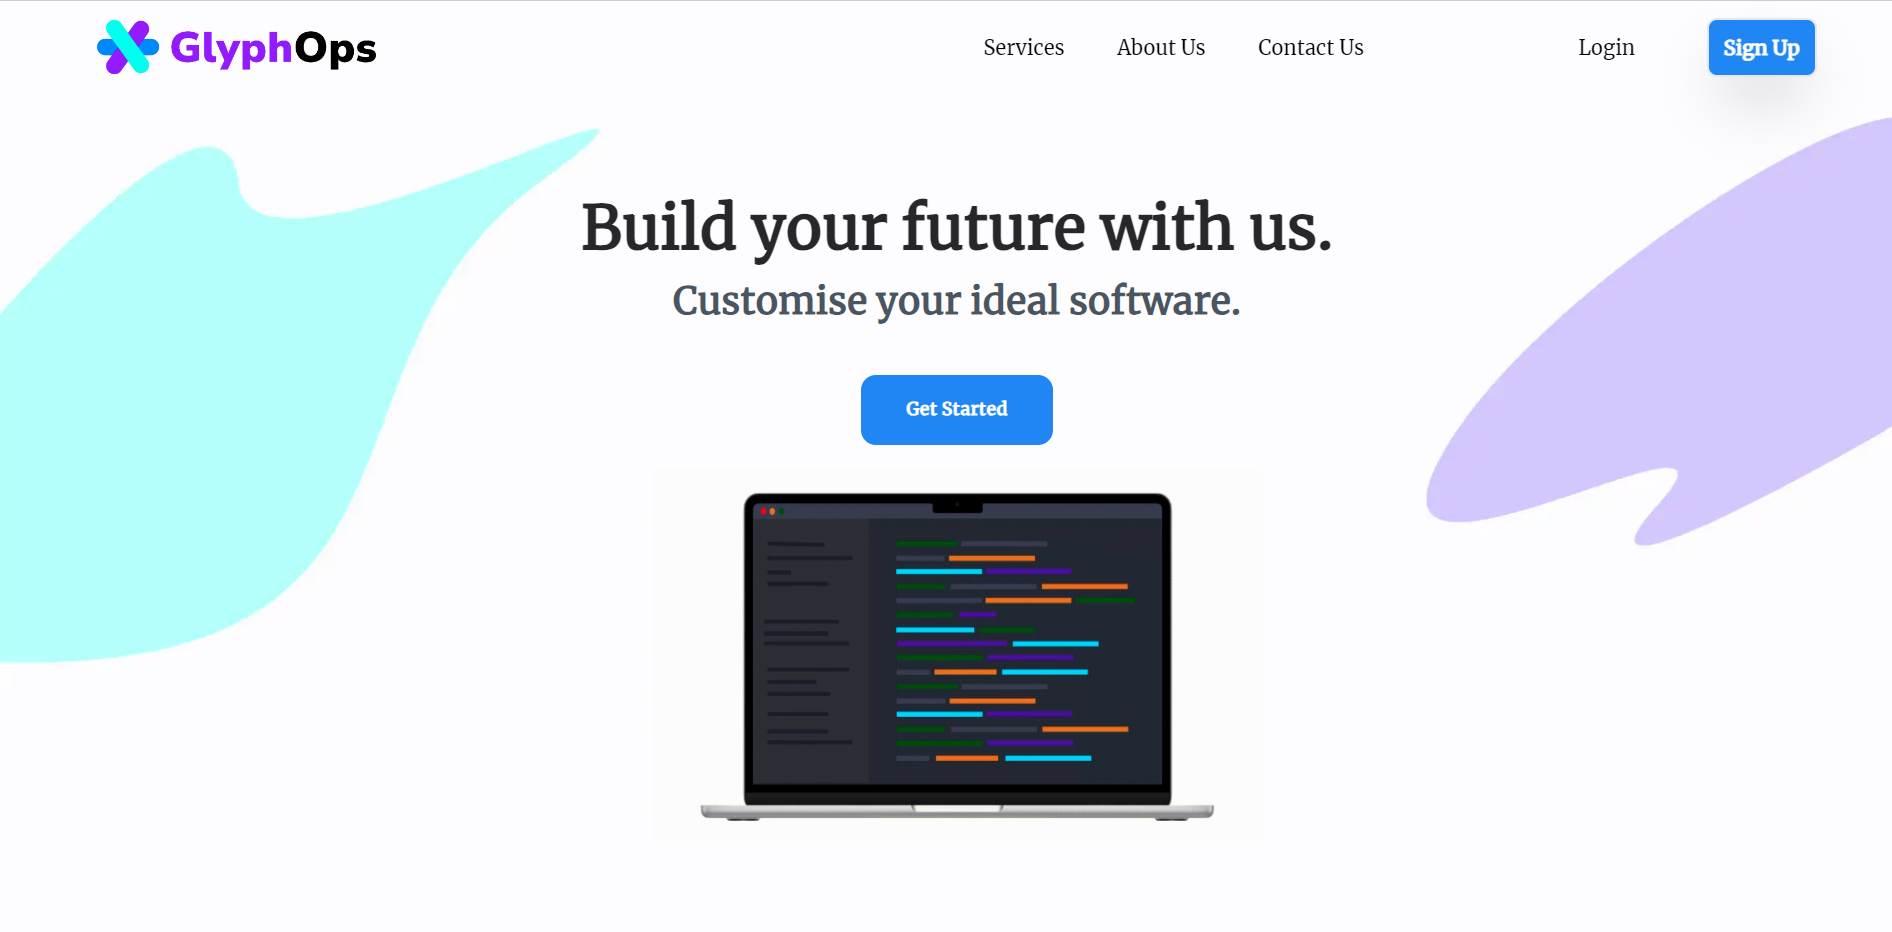 GlyphOps
Services About Us Contact Us Login Sign Up
Build your future with us.
Customise your ideal software.
Get Started